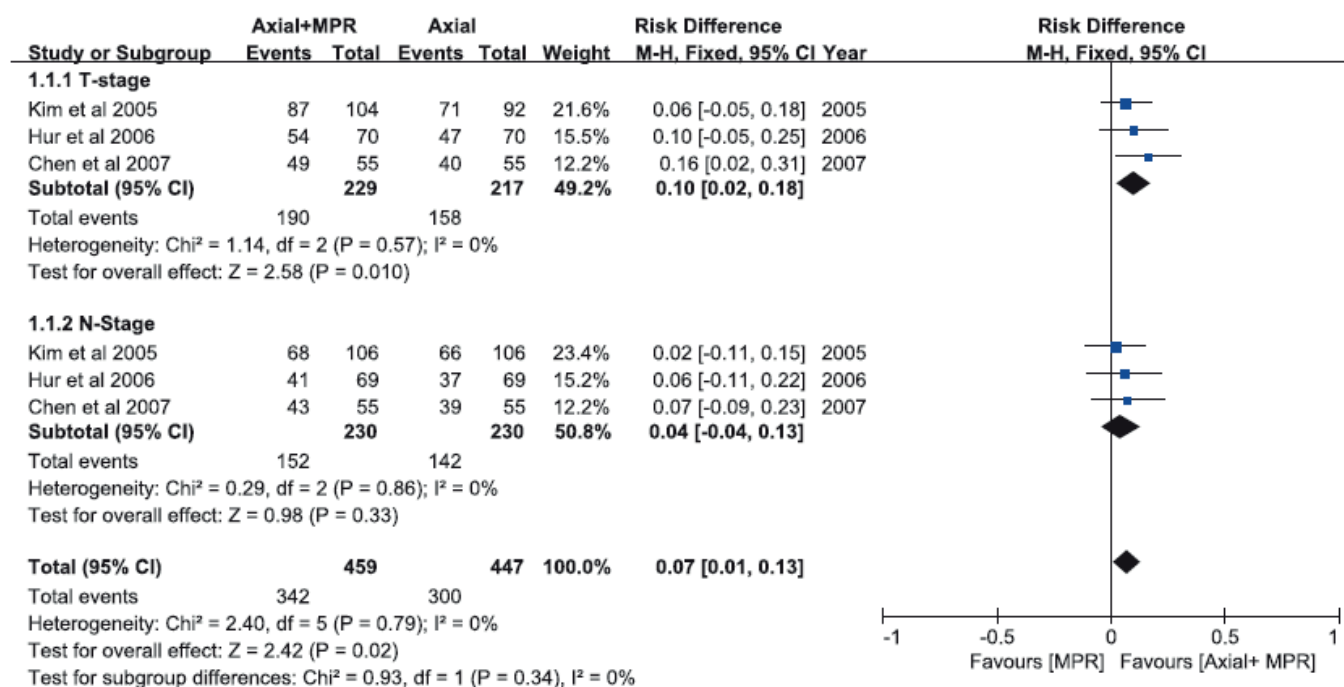 Axial+MPR Axial Risk Difference Risk Difference
Study or Subgroup Events Total Events Total Weight M-H, Fixed, 95% CI Year M-H, Fixed, 95% CI
1.1.1 T-stage
Kim et al 2005 87 104 71 92 21.6% 0.06 [-0.05, 0.18] 2005
Hur et al 2006 54 70 47 70 15.5% 0.10 [-0.05, 0.25] 2006
Chen et al 2007 49 55 40 55 12.2% 0.16 [0.02, 0.31] 2007
Subtotal (95% CI) 229 217 49.2% 0.10 [0.02, 0.18]
Total events 190 158
Heterogeneity: Chi² = 1.14, df = 2 (P = 0.57); I² = 0%
Test for overall effect: Z = 2.58 (P = 0.010)
1.1.2 N-Stage
Kim et al 2005 68 106 66 106 23.4% 0.02 [-0.11, 0.15] 2005
Hur et al 2006 41 69 37 69 15.2% 0.06 [-0.11, 0.22] 2006
Chen et al 2007 43 55 39 55 12.2% 0.07 [-0.09, 0.23] 2007
Subtotal (95% CI) 230 230 50.8% 0.04 [-0.04, 0.13]
Total events 152 142
Heterogeneity: Chi² = 0.29, df = 2 (P = 0.86); I² = 0%
Test for overall effect: Z = 0.98 (P = 0.33)
Total (95% CI) 459 447 100.0% 0.07 [0.01, 0.13]
Total events 342 300
Heterogeneity: Chi² = 2.40, df = 5 (P = 0.79); I² = 0%
Test for overall effect: Z = 2.42 (P = 0.02)
Test for subgroup differences: Chi² = 0.93, df = 1 (P = 0.34), I² = 0%
-1 -0.5 0 0.5 1
Favours [MPR] Favours [Axial+ MPR]